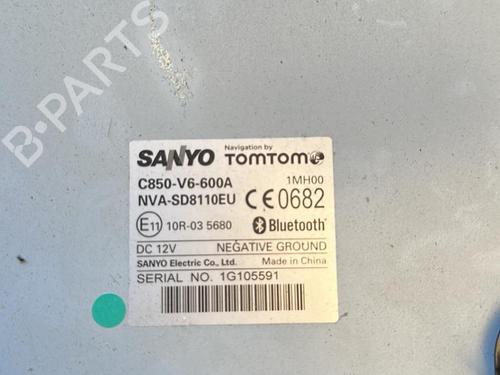 B-PARTS
SANYO Navigation by TOMTOM
C850-V6-600A 1MH00
NVA-SD8110EU CE0682
E11 10R-03 5680 Bluetooth®
DC 12V NEGATIVE GROUND
SANYO Electric Co., Ltd. Made in China
SERIAL NO. 1G105591